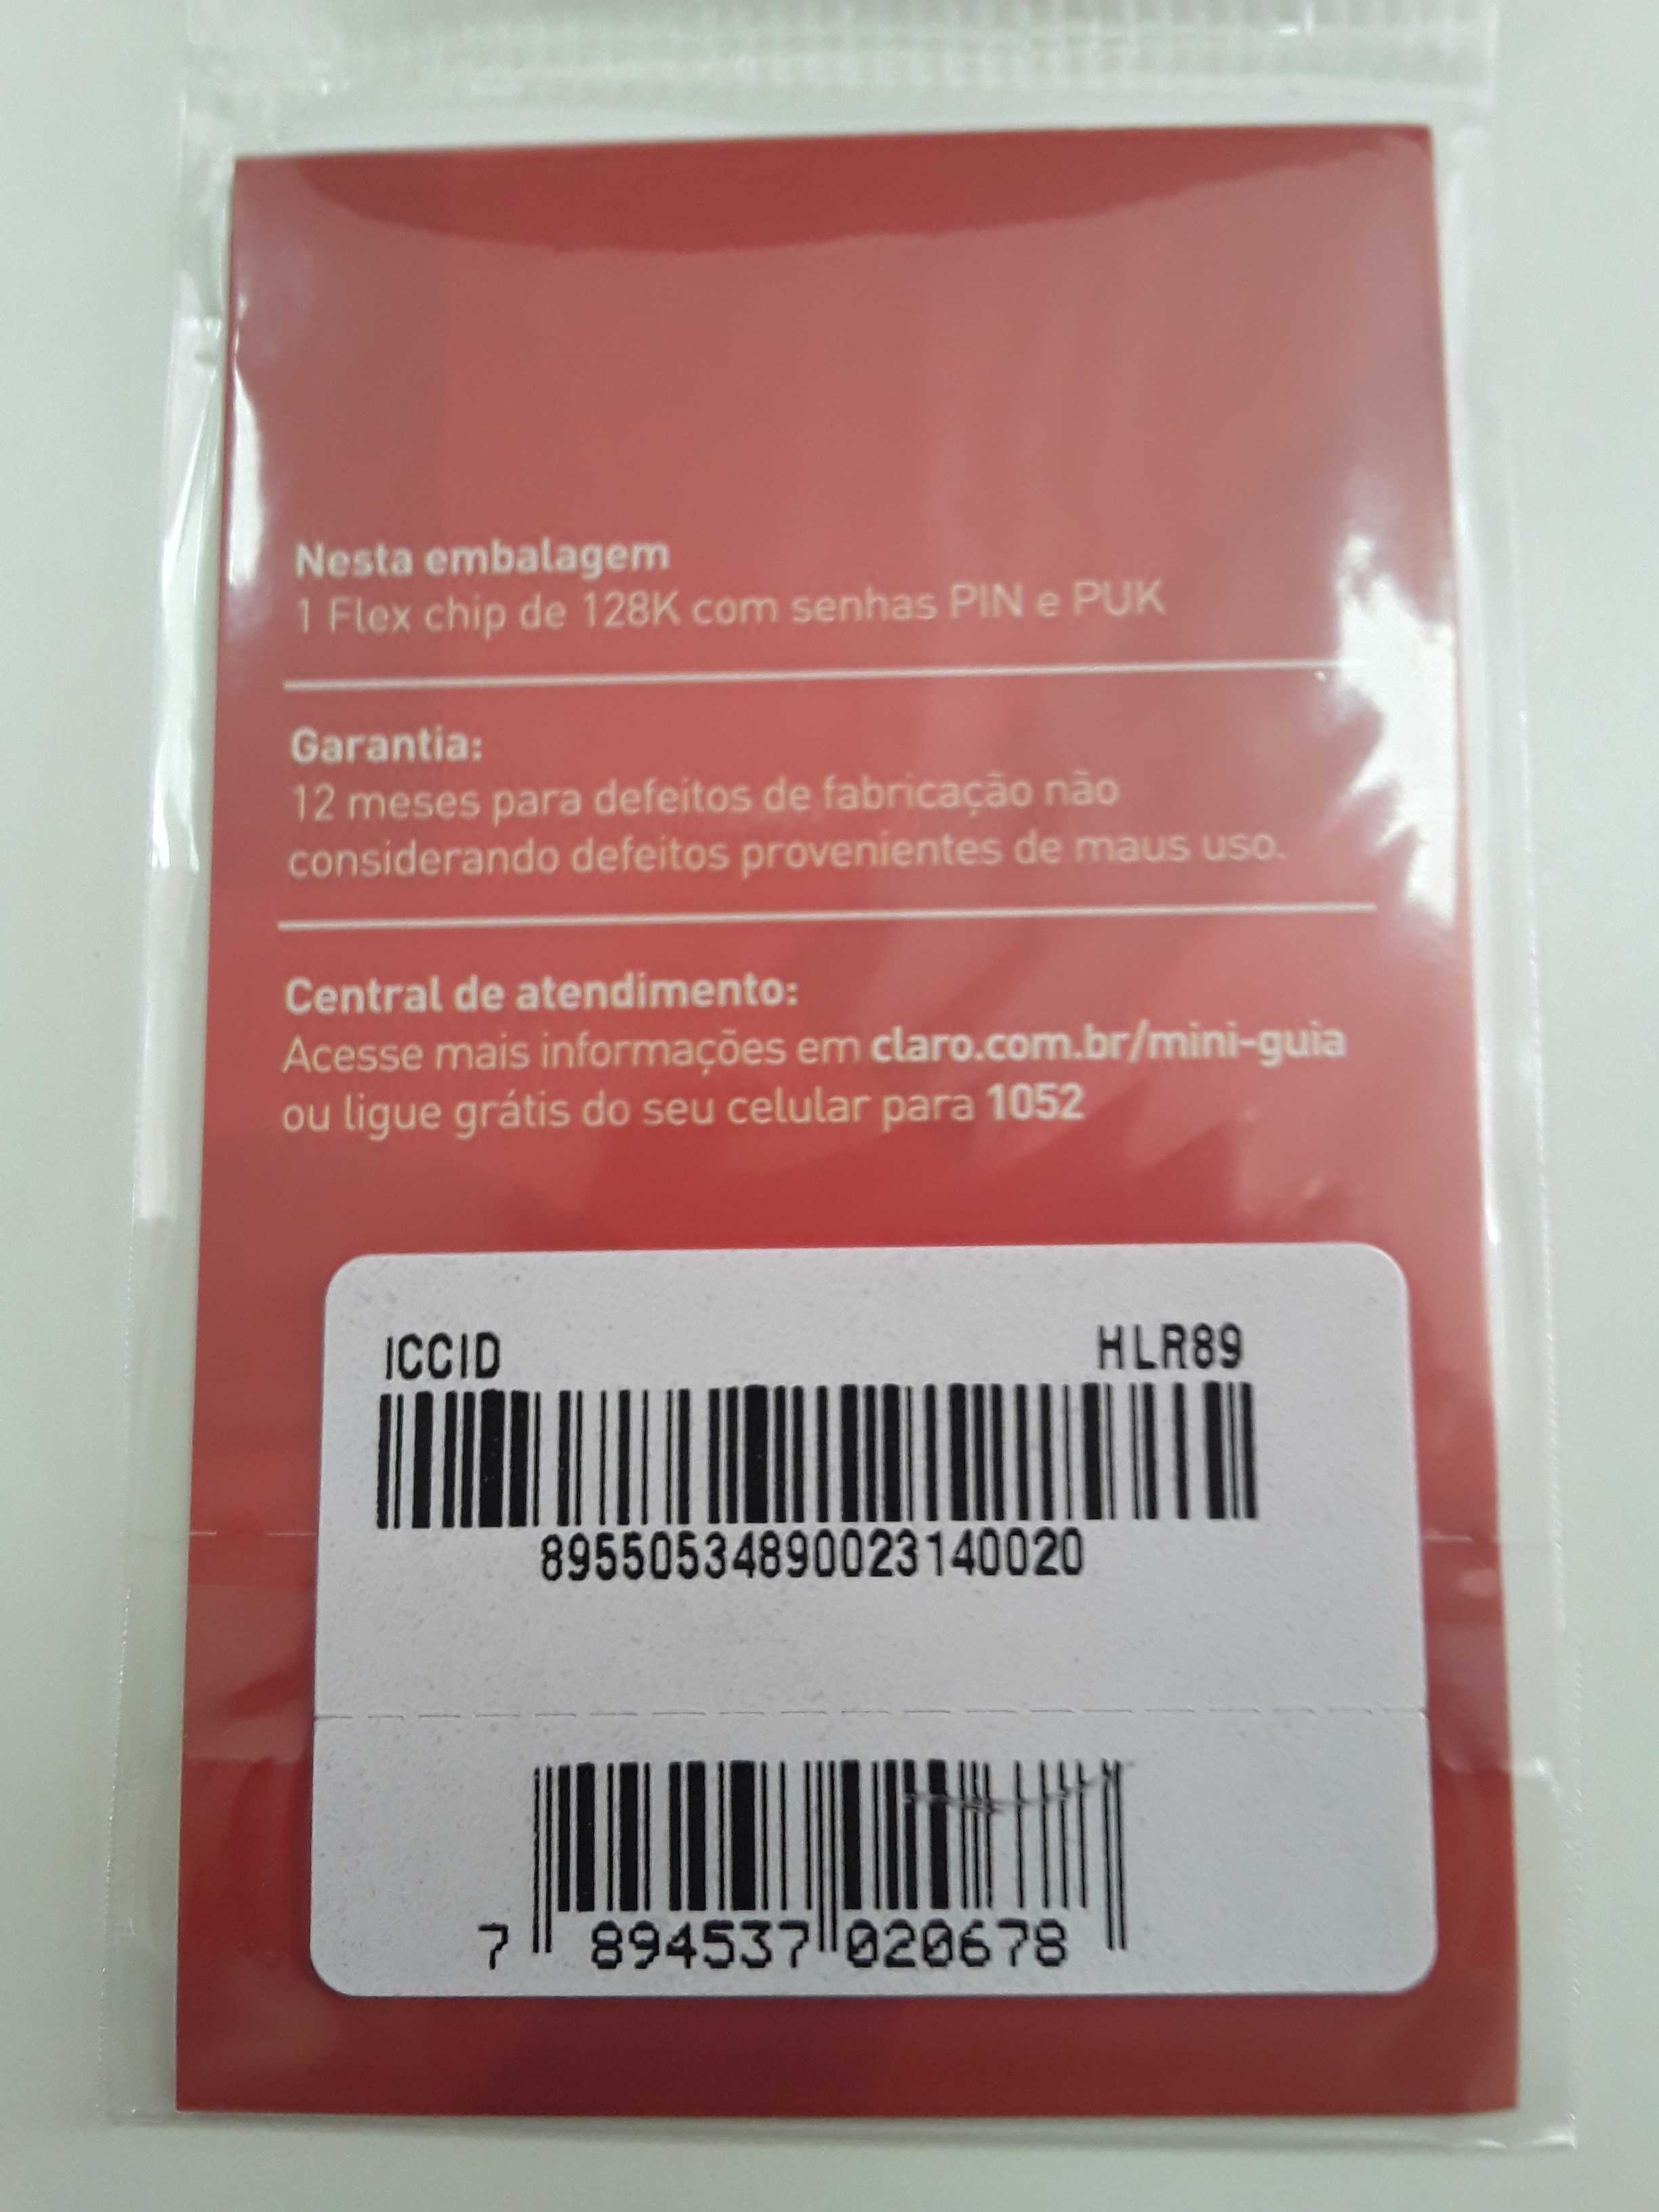 Nesta embalagem
1 Flex chip de 128K com senhas PIN e PUK
Garantia:
12 meses para defeitos de fabricação não
considerando defeitos provenientes de maus uso.
Central de atendimento:
Acesse mais informações em claro.com.br/mini-guia
ou ligue grátis do seu celular para 1052
ICCID HLR89
89550534890023140020
7 894537 020678